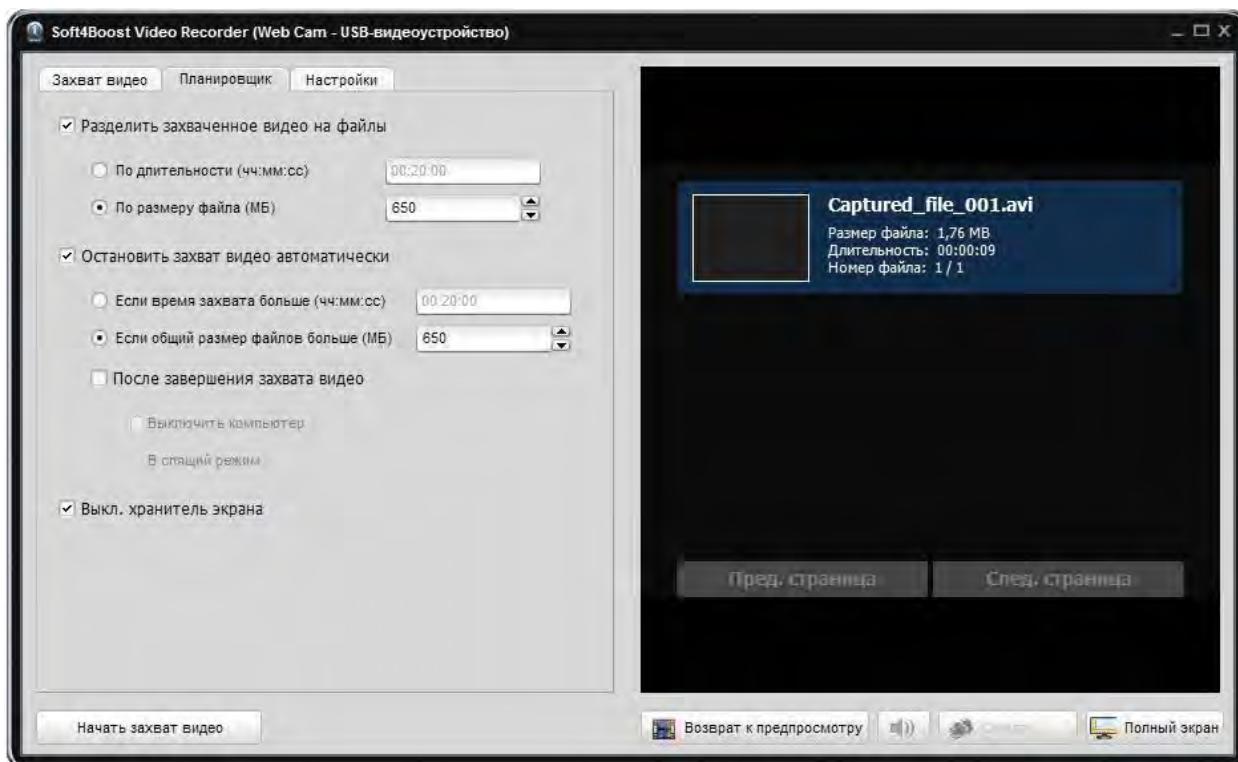 Soft4Boost Video Recorder (Web Cam - USB-видеоустройство)
Захват видео
Планировщик
Настройки
Разделить захваченное видео на файлы
По длительности (чч:мм:сс)
00:20:00
По размеру файла (МБ)
650
Остановить захват видео автоматически
Если время захвата больше (чч:мм:сс)
00:20:00
Если общий размер файлов больше (МБ)
650
После завершения захвата видео
Выключить компьютер
В спящий режим
Выкл. хранитель экрана
Начать захват видео
Captured_file_001.avi
Размер файла: 1,76 MB
Длительность: 00:00:09
Номер файла: 1 / 1
Пред. страница
След. страница
Возврат к предпросмотру
Полный экран